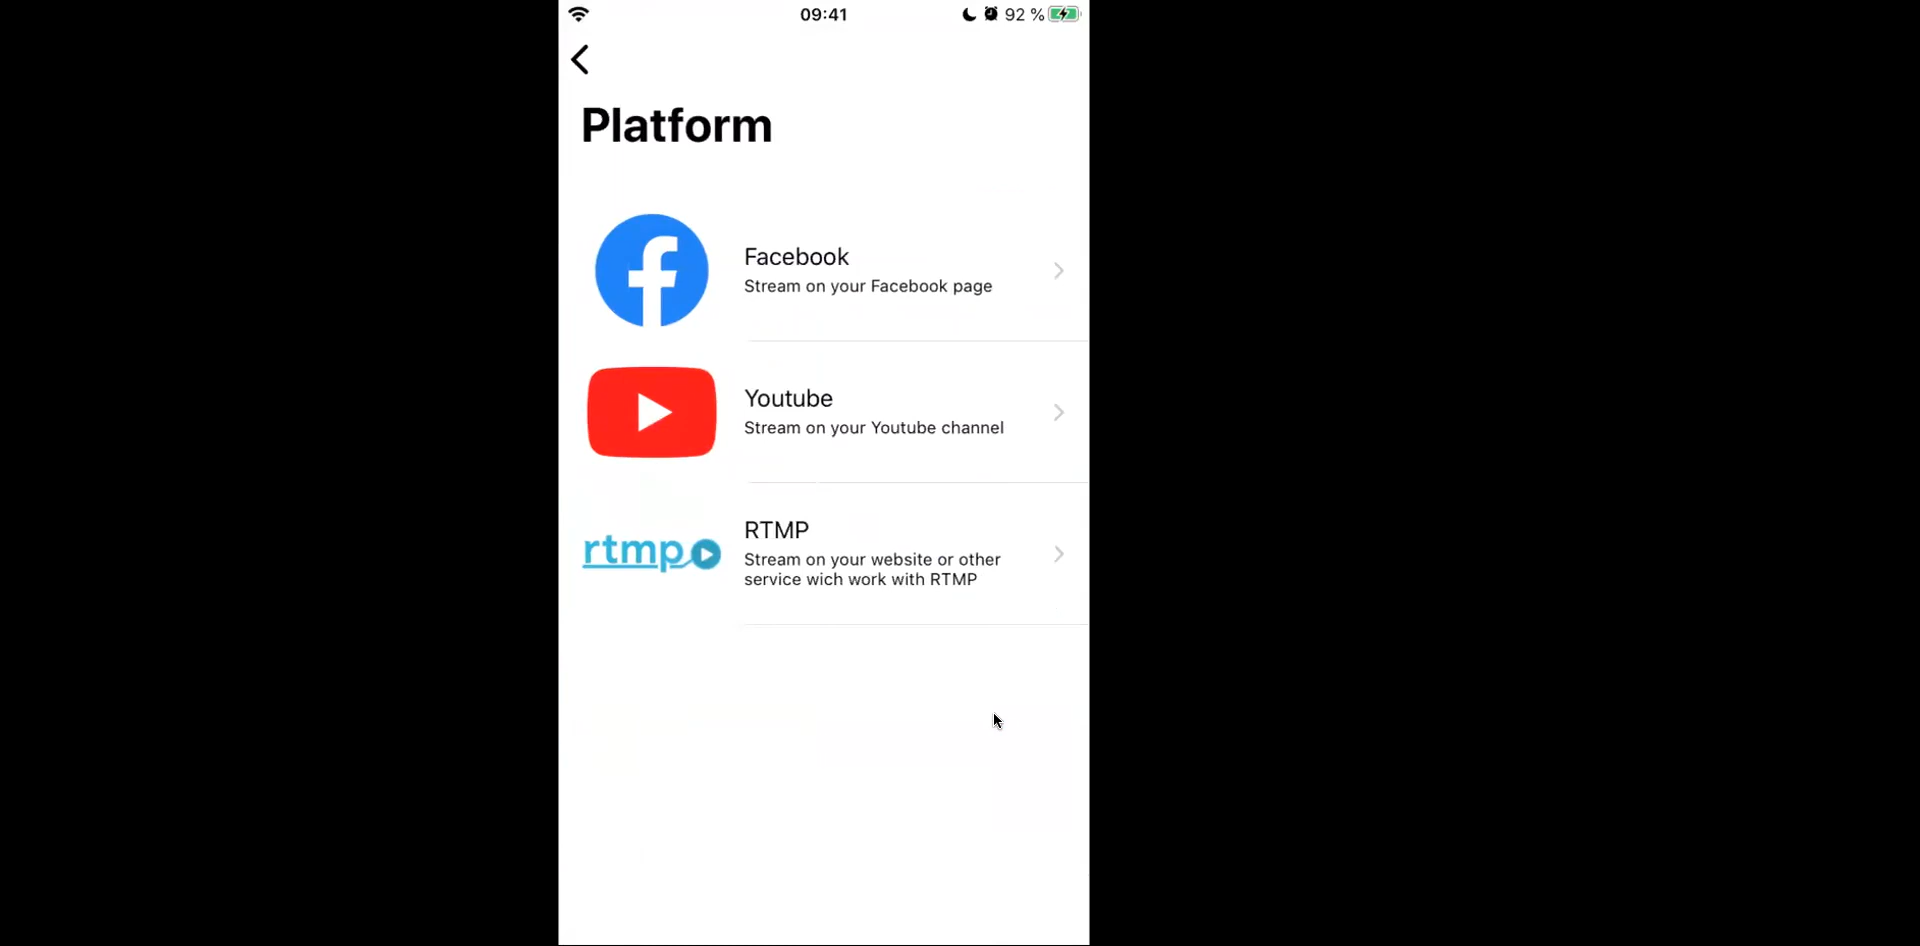 09:41
92 %
Platform
Facebook
Stream on your Facebook page
Youtube
Stream on your Youtube channel
rtmp
RTMP
Stream on your website or other
service wich work with RTMP